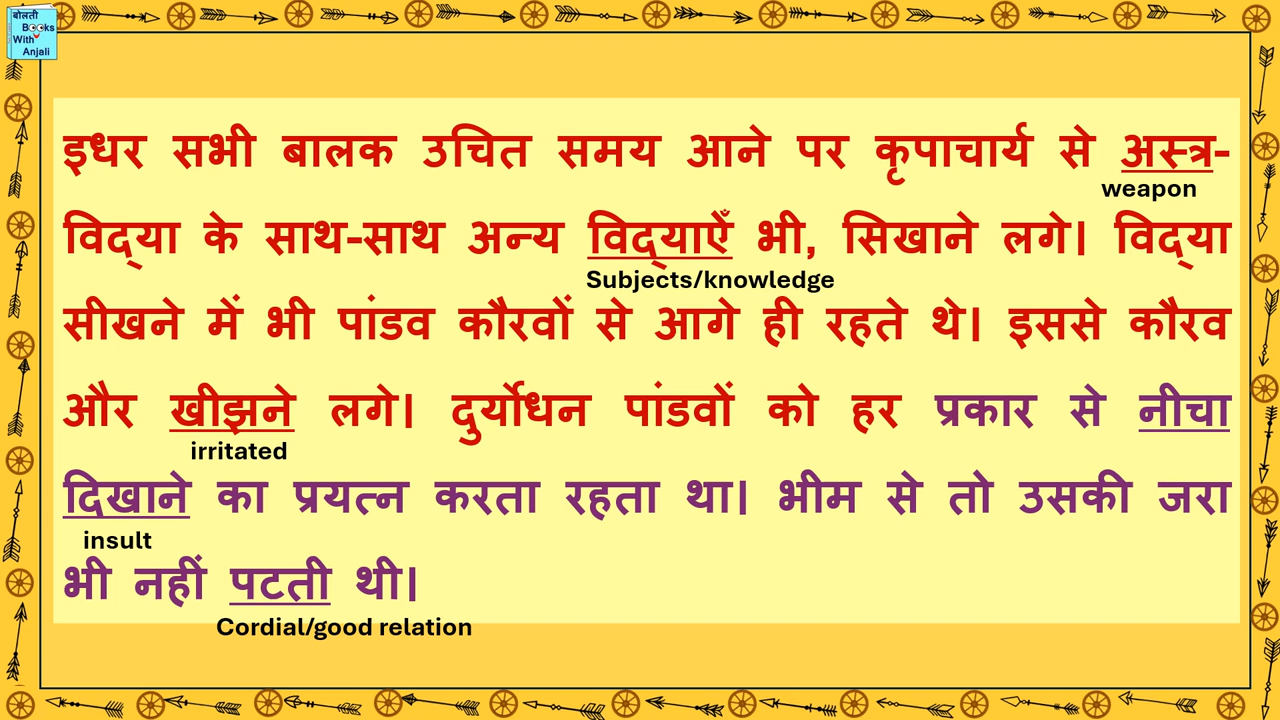 बोलती
Books
With
Anjali
इधर सभी बालक उचित समय आने पर कृपाचार्य से अस्त्र-
weapon
विद्‌या के साथ-साथ अन्य विद्‌याएँ भी, सिखाने लगे। विद्‌या
Subjects/knowledge
सीखने में भी पांडव कौरवों से आगे ही रहते थे। इससे कौरव
और खीझने लगे। दुर्योधन पांडवों को हर प्रकार से नीचा
irritated
दिखाने का प्रयत्न करता रहता था। भीम से तो उसकी जरा
insult
भी नहीं पटती थी।
Cordial/good relation